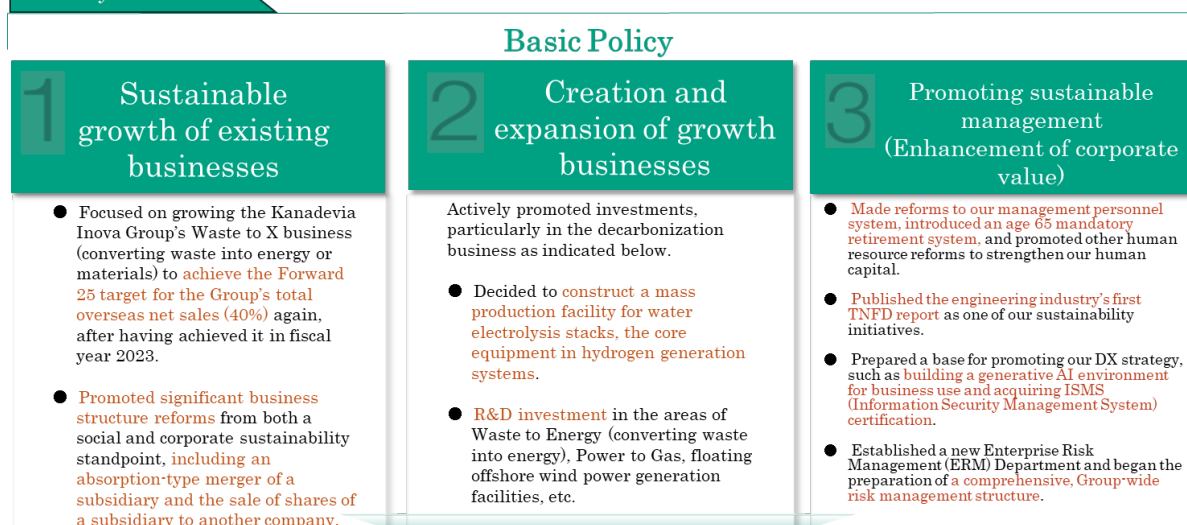 Basic Policy
1
Sustainable
growth of existing
businesses
● Focused on growing the Kanadevia
Inova Group's Waste to X business
(converting waste into energy or
materials) to achieve the Forward
25 target for the Group's total
overseas net sales (40%) again,
after having achieved it in fiscal
year 2023.
● Promoted significant business
structure reforms from both a
social and corporate sustainability
standpoint, including an
absorption-type merger of a
subsidiary and the sale of shares of
a subsidiary to another company.
2
Creation and
expansion of growth
businesses
Actively promoted investments,
particularly in the decarbonization
business as indicated below.
● Decided to construct a mass
production facility for water
electrolysis stacks, the core
equipment in hydrogen generation
systems.
● R&D investment in the areas of
Waste to Energy (converting waste
into energy), Power to Gas, floating
offshore wind power generation
facilities, etc.
3
Promoting sustainable
management
(Enhancement of corporate
value)
● Made reforms to our management personnel
system, introduced an age 65 mandatory
retirement system, and promoted other human
resource reforms to strengthen our human
capital.
● Published the engineering industry's first
TNFD report as one of our sustainability
initiatives.
● Prepared a base for promoting our DX strategy,
such as building a generative AI environment
for business use and acquiring ISMS
(Information Security Management System)
certification.
● Established a new Enterprise Risk
Management (ERM) Department and began the
preparation of a comprehensive, Group-wide
risk management structure.